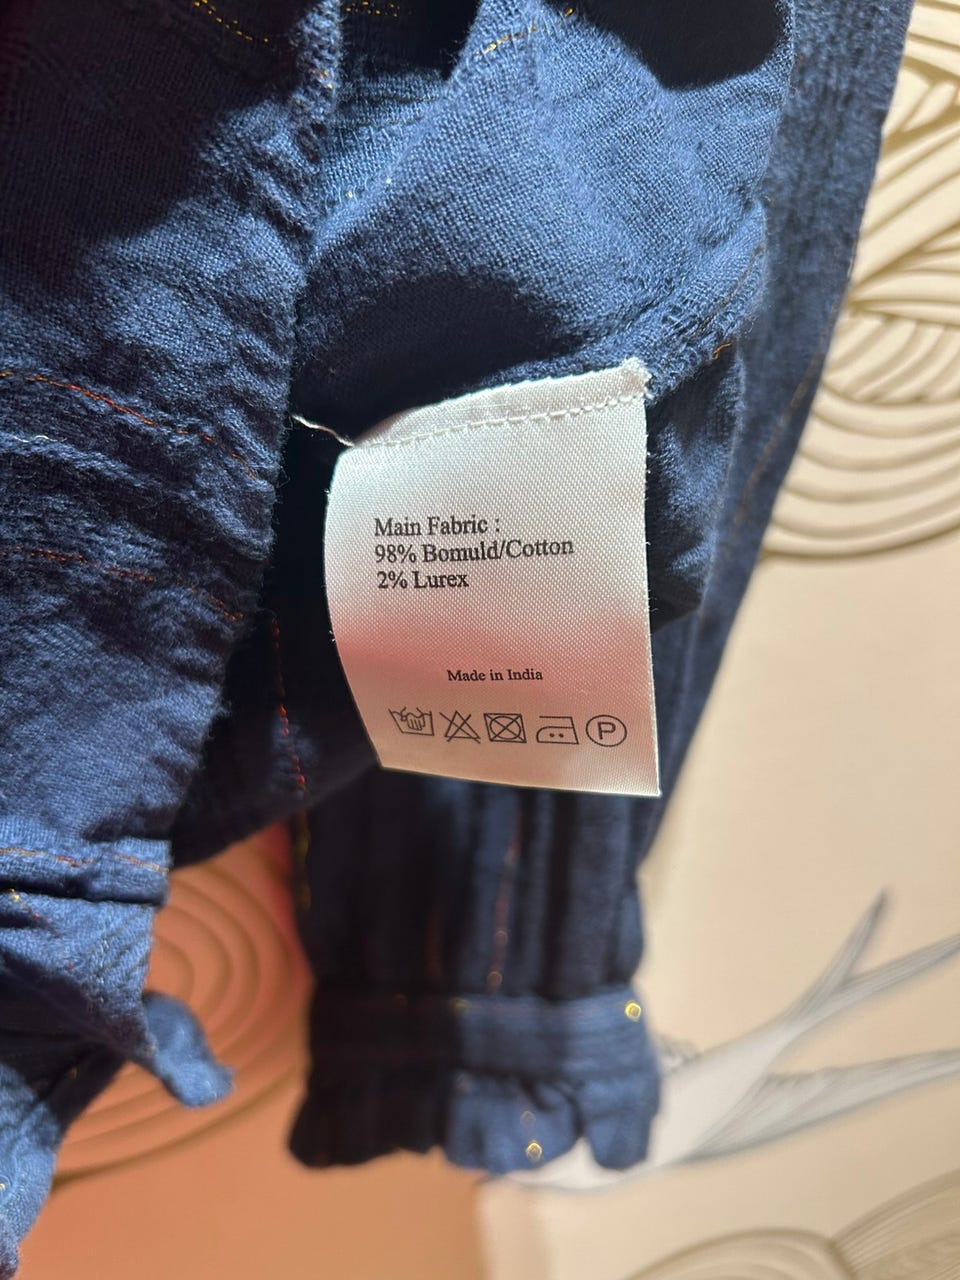 Main Fabric :
98% Bomuld/Cotton
2% Lurex
Made in India
P